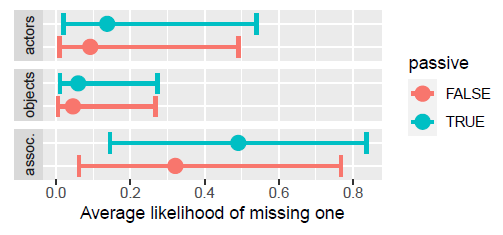 actors
objects
assoc.
0.0 0.2 0.4 0.6 0.8
Average likelihood of missing one
passive
FALSE
TRUE